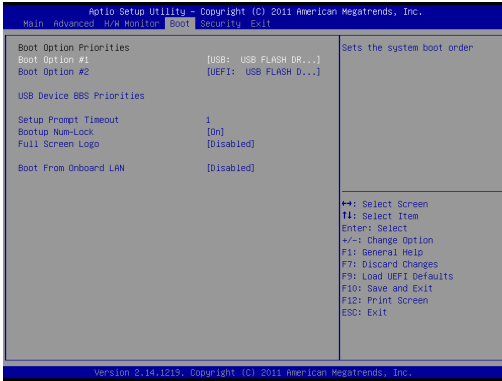 Aptio Setup Utility – Copyright (C) 2011 American Megatrends, Inc.
Main Advanced H/W Monitor Boot Security Exit
Boot Option Priorities
Boot Option #1 [USB: USB FLASH DR...]
Boot Option #2 [UEFI: USB FLASH D...]
USB Device BBS Priorities
Setup Prompt Timeout 1
Bootup Num-Lock [On]
Full Screen Logo [Disabled]
Boot From Onboard LAN [Disabled]
Sets the system boot order
↔: Select Screen
↑↓: Select Item
Enter: Select
+/-: Change Option
F1: General Help
F7: Discard Changes
F9: Load UEFI Defaults
F10: Save and Exit
F12: Print Screen
ESC: Exit
Version 2.14.1219. Copyright (C) 2011 American Megatrends, Inc.